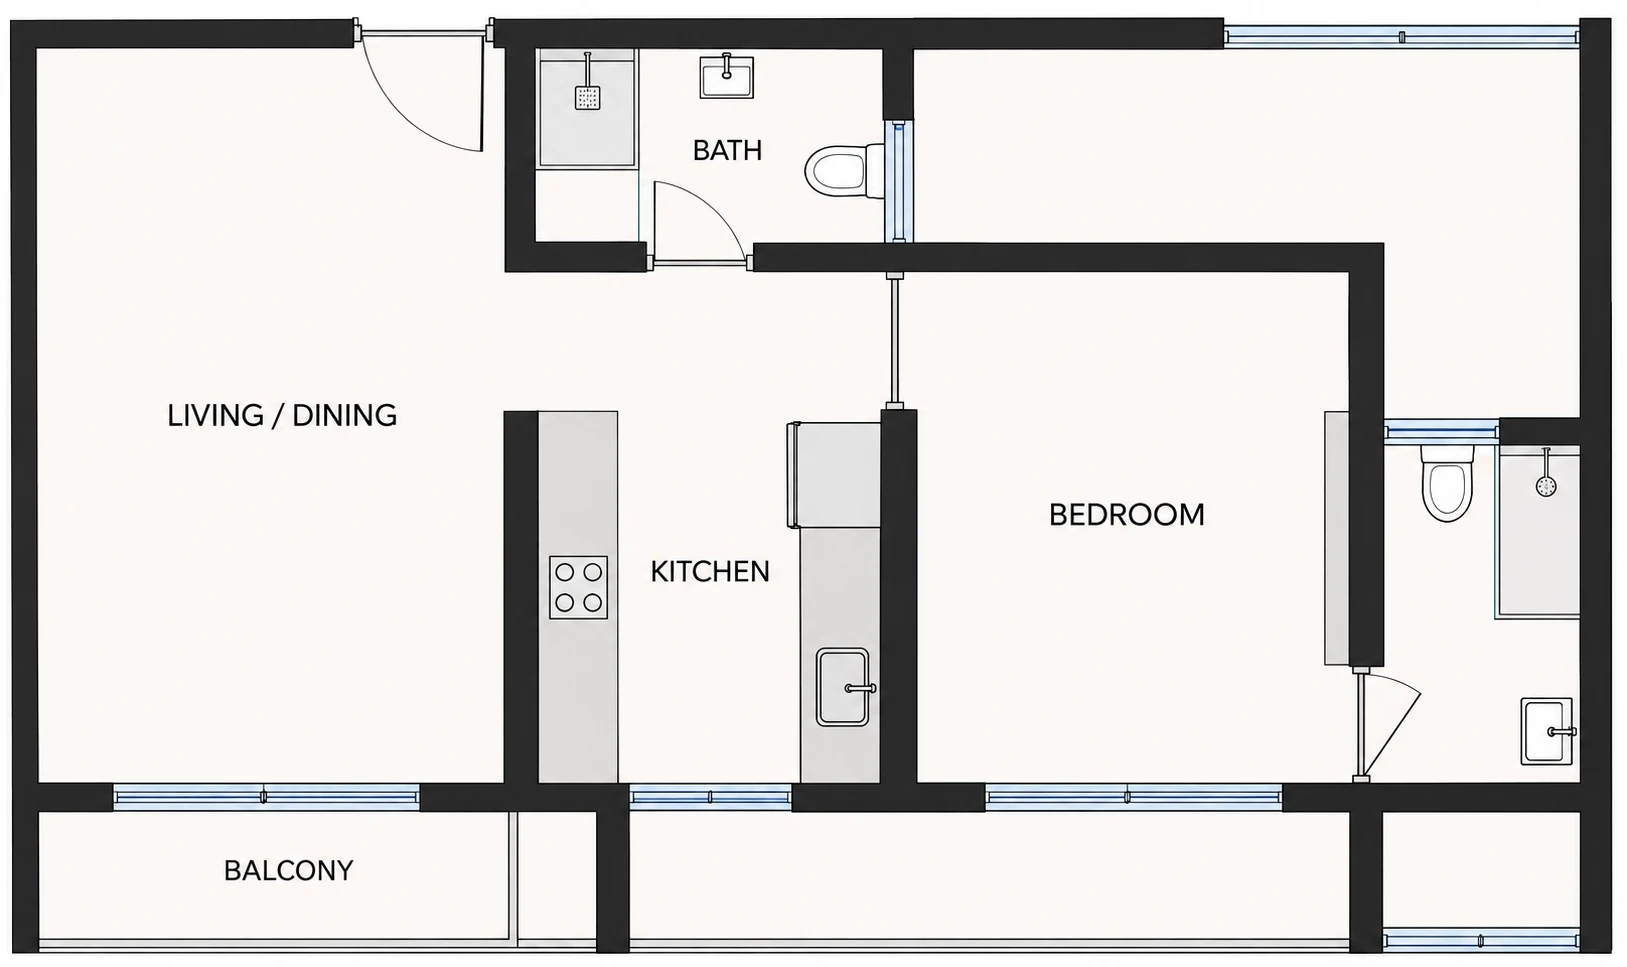 BATH
LIVING / DINING
BEDROOM
KITCHEN
BALCONY